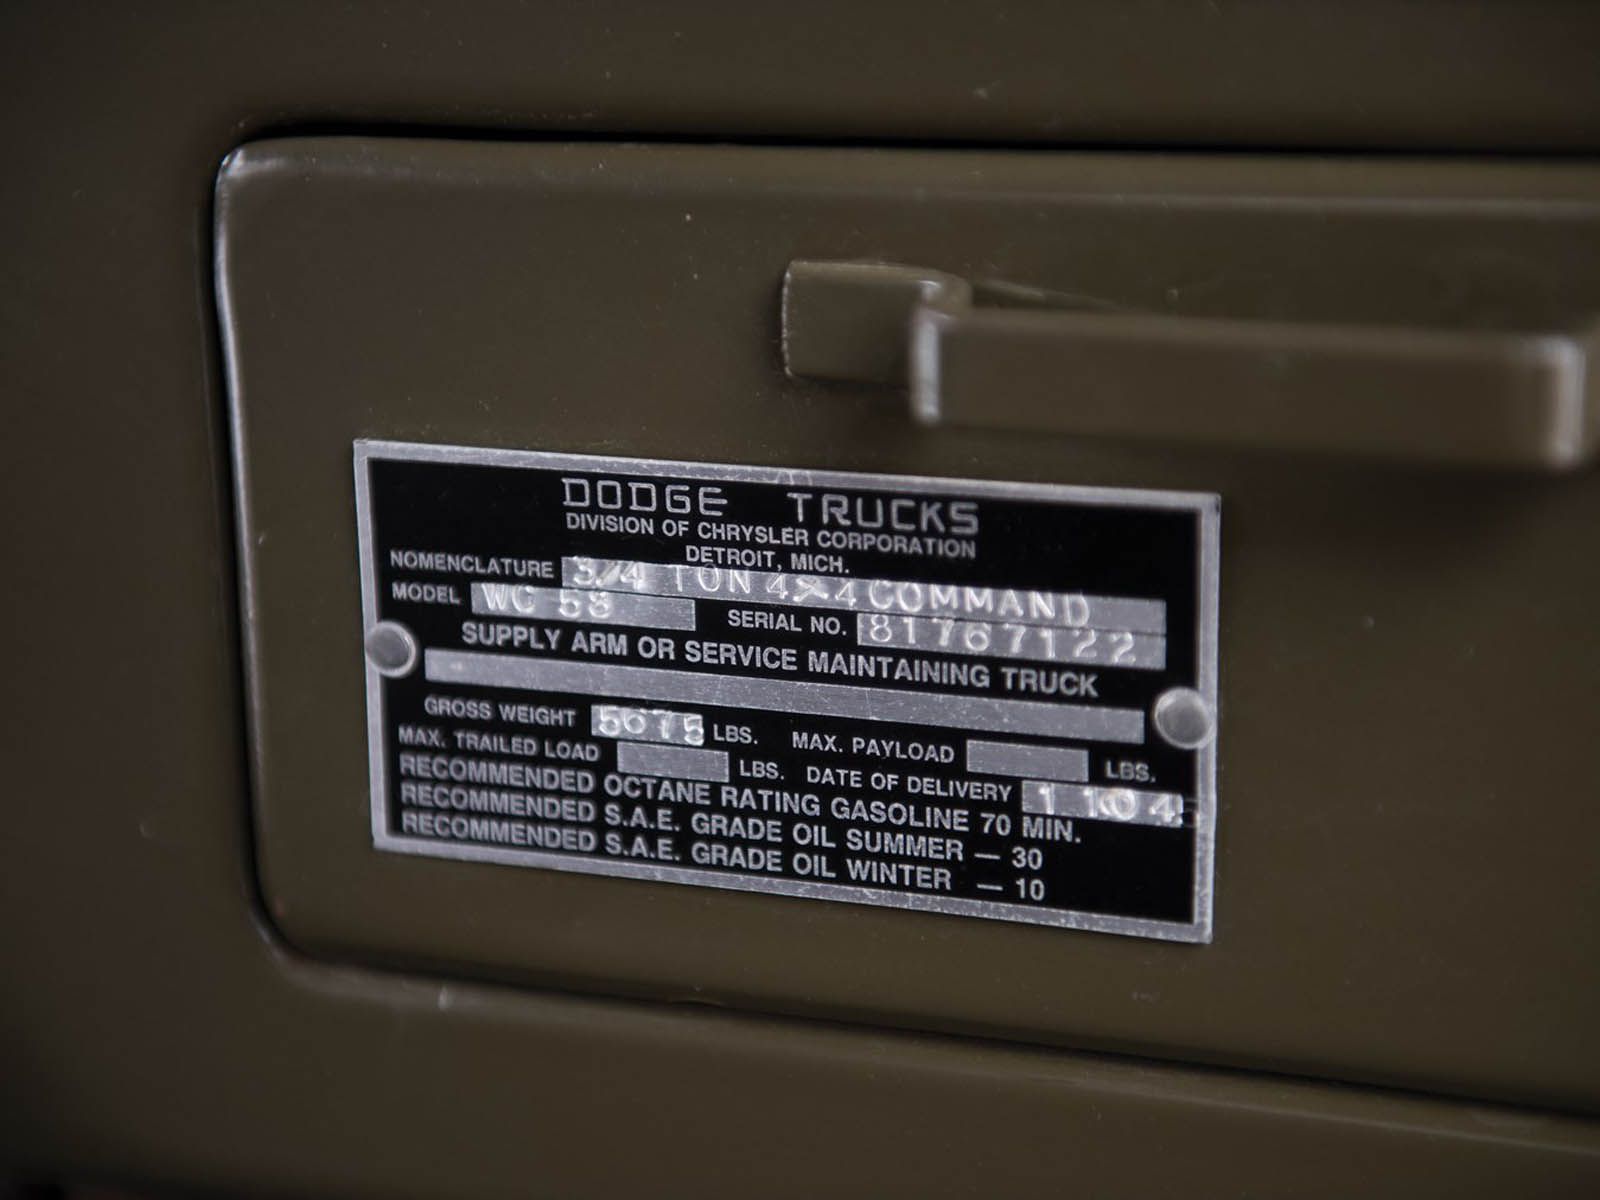 DODGE TRUCKS
DIVISION OF CHRYSLER CORPORATION
DETROIT, MICH.
NOMENCLATURE 3/4 TON 4x4 COMMAND
MODEL WC 58 SERIAL NO. 81767122
SUPPLY ARM OR SERVICE MAINTAINING TRUCK
GROSS WEIGHT 5675 LBS. MAX. PAYLOAD LBS.
MAX. TRAILED LOAD LBS. DATE OF DELIVERY
RECOMMENDED OCTANE RATING GASOLINE 70 MIN.
RECOMMENDED S.A.E. GRADE OIL SUMMER — 30
RECOMMENDED S.A.E. GRADE OIL WINTER — 10